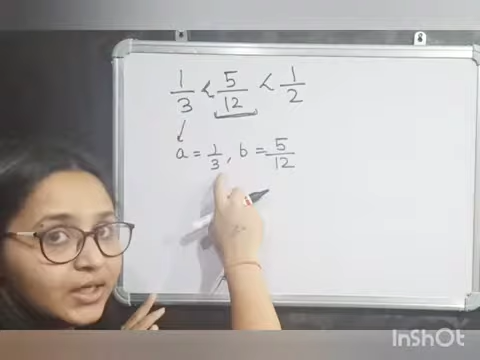 1/3 < 5/12 < 1/2
a = 1/3, b = 5/12
InShOt